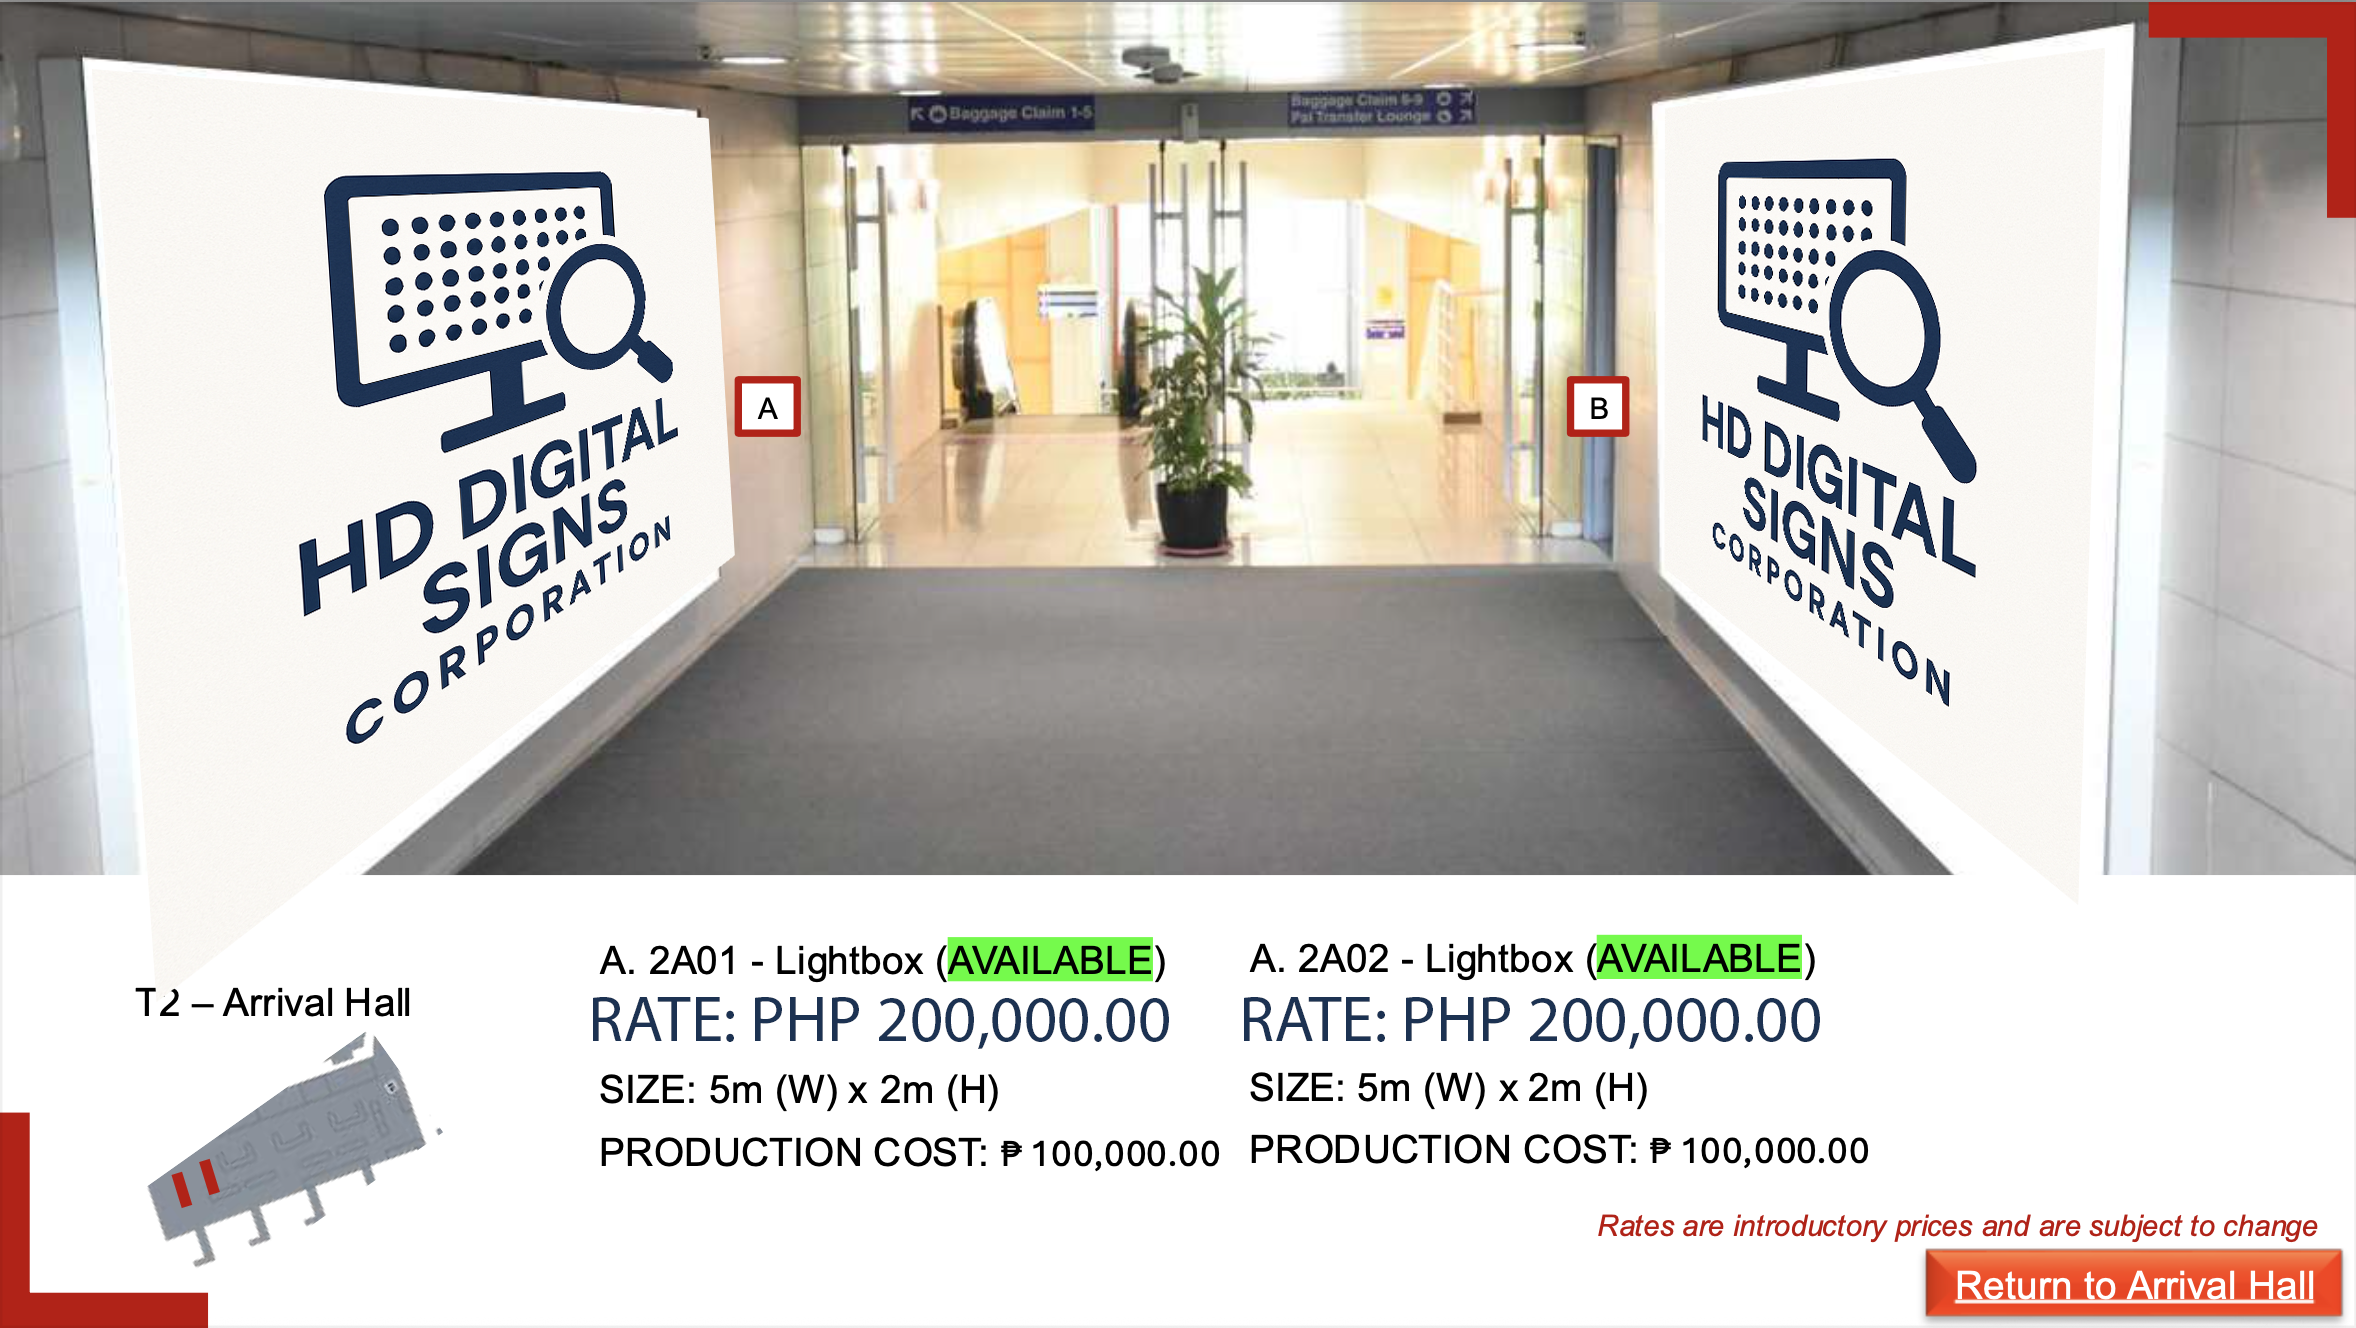 Baggage Claim 1-5
Baggage Claim 6-9
Pal Transfer Lounge
HD DIGITAL
SIGNS
CORPORATION
A
B
HD DIGITAL
SIGNS
CORPORATION
T2 – Arrival Hall
A. 2A01 - Lightbox (AVAILABLE)
RATE: PHP 200,000.00
SIZE: 5m (W) x 2m (H)
PRODUCTION COST: ₱ 100,000.00
A. 2A02 - Lightbox (AVAILABLE)
RATE: PHP 200,000.00
SIZE: 5m (W) x 2m (H)
PRODUCTION COST: ₱ 100,000.00
Rates are introductory prices and are subject to change
Return to Arrival Hall